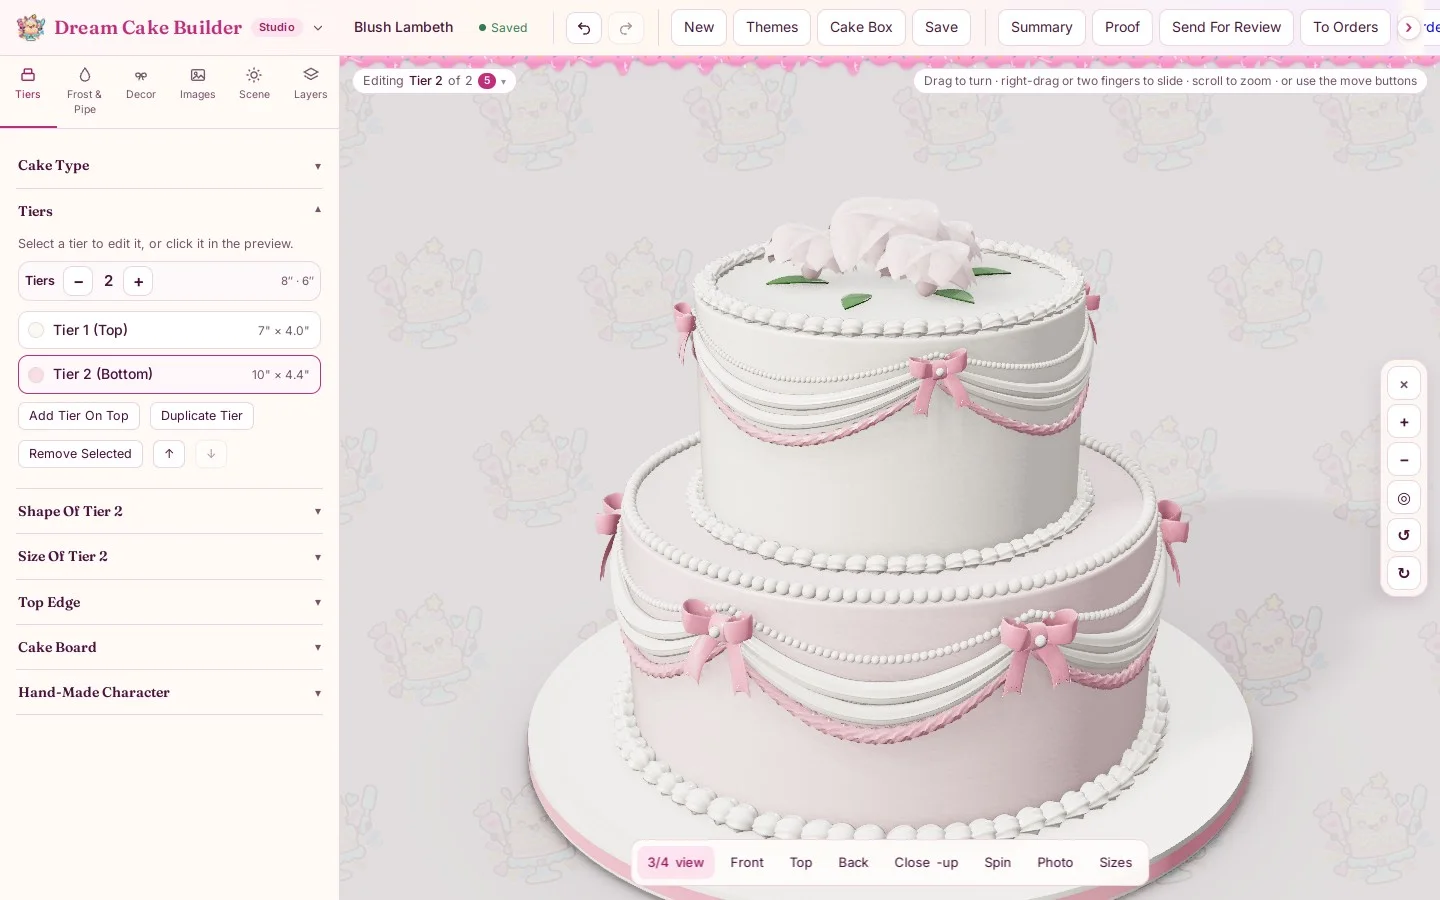 Dream Cake Builder Studio
Blush Lambeth
Saved
New
Themes
Cake Box
Save
Summary
Proof
Send For Review
To Orders
Tiers
Frost & Pipe
Decor
Images
Scene
Layers
Editing Tier 2 of 2 5
Drag to turn · right-drag or two fingers to slide · scroll to zoom · or use the move buttons
Cake Type
Tiers
Select a tier to edit it, or click it in the preview.
Tiers − 2 + 8" · 6"
Tier 1 (Top) 7" × 4.0"
Tier 2 (Bottom) 10" × 4.4"
Add Tier On Top
Duplicate Tier
Remove Selected ↑ ↓
Shape Of Tier 2
Size Of Tier 2
Top Edge
Cake Board
Hand-Made Character
×
+
−
◎
↺
↻
3/4 view
Front
Top
Back
Close -up
Spin
Photo
Sizes